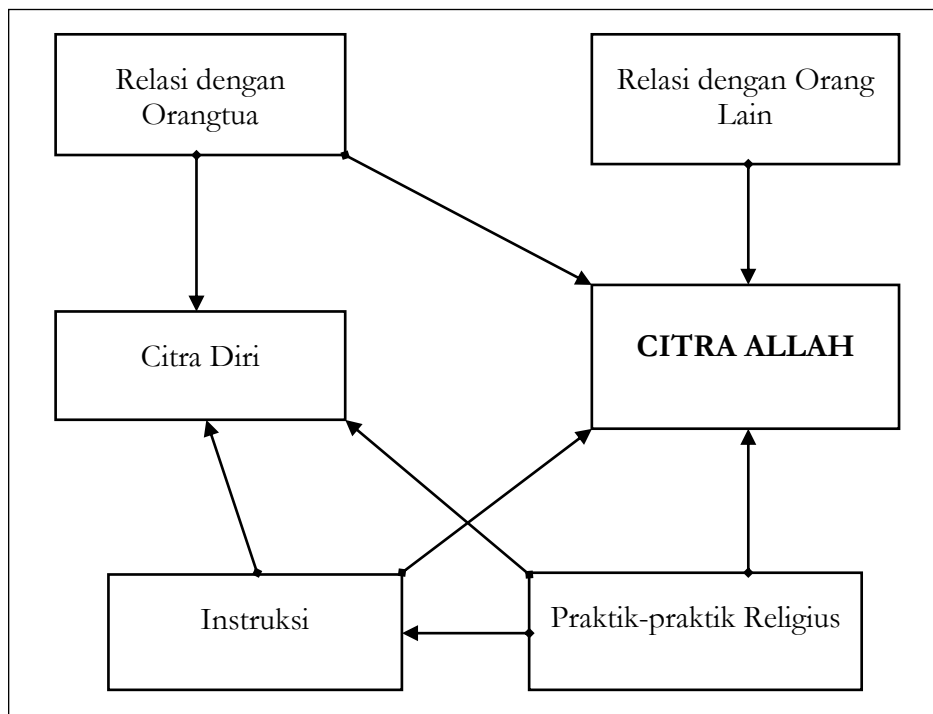 Relasi dengan
Orangtua
Relasi dengan Orang
Lain
Citra Diri
CITRA ALLAH
Instruksi
Praktik-praktik Religius